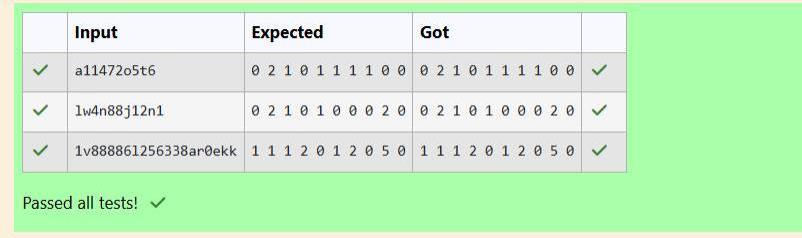 Input Expected Got
a11472o5t6 0 2 1 0 1 1 1 1 0 0 0 2 1 0 1 1 1 1 0 0
lw4n88j12n1 0 2 1 0 1 0 0 0 2 0 0 2 1 0 1 0 0 0 2 0
1v888861256338ar0ekk 1 1 1 2 0 1 2 0 5 0 1 1 1 2 0 1 2 0 5 0
Passed all tests!